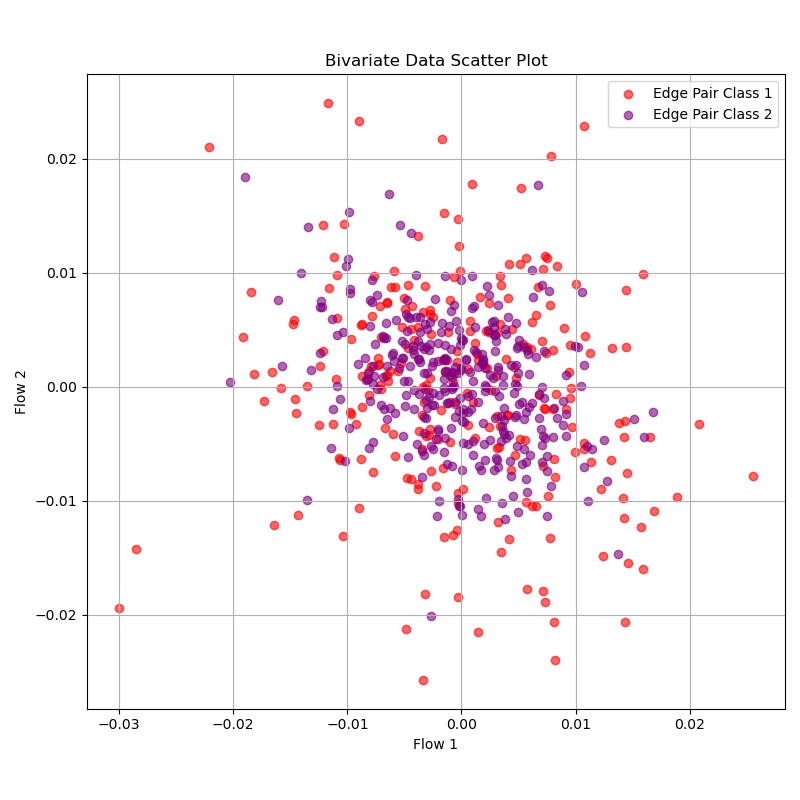 Bivariate Data Scatter Plot
Edge Pair Class 1
Edge Pair Class 2
0.02
0.01
0.00
−0.01
−0.02
Flow 2
−0.03
−0.02
−0.01
0.00
0.01
0.02
Flow 1